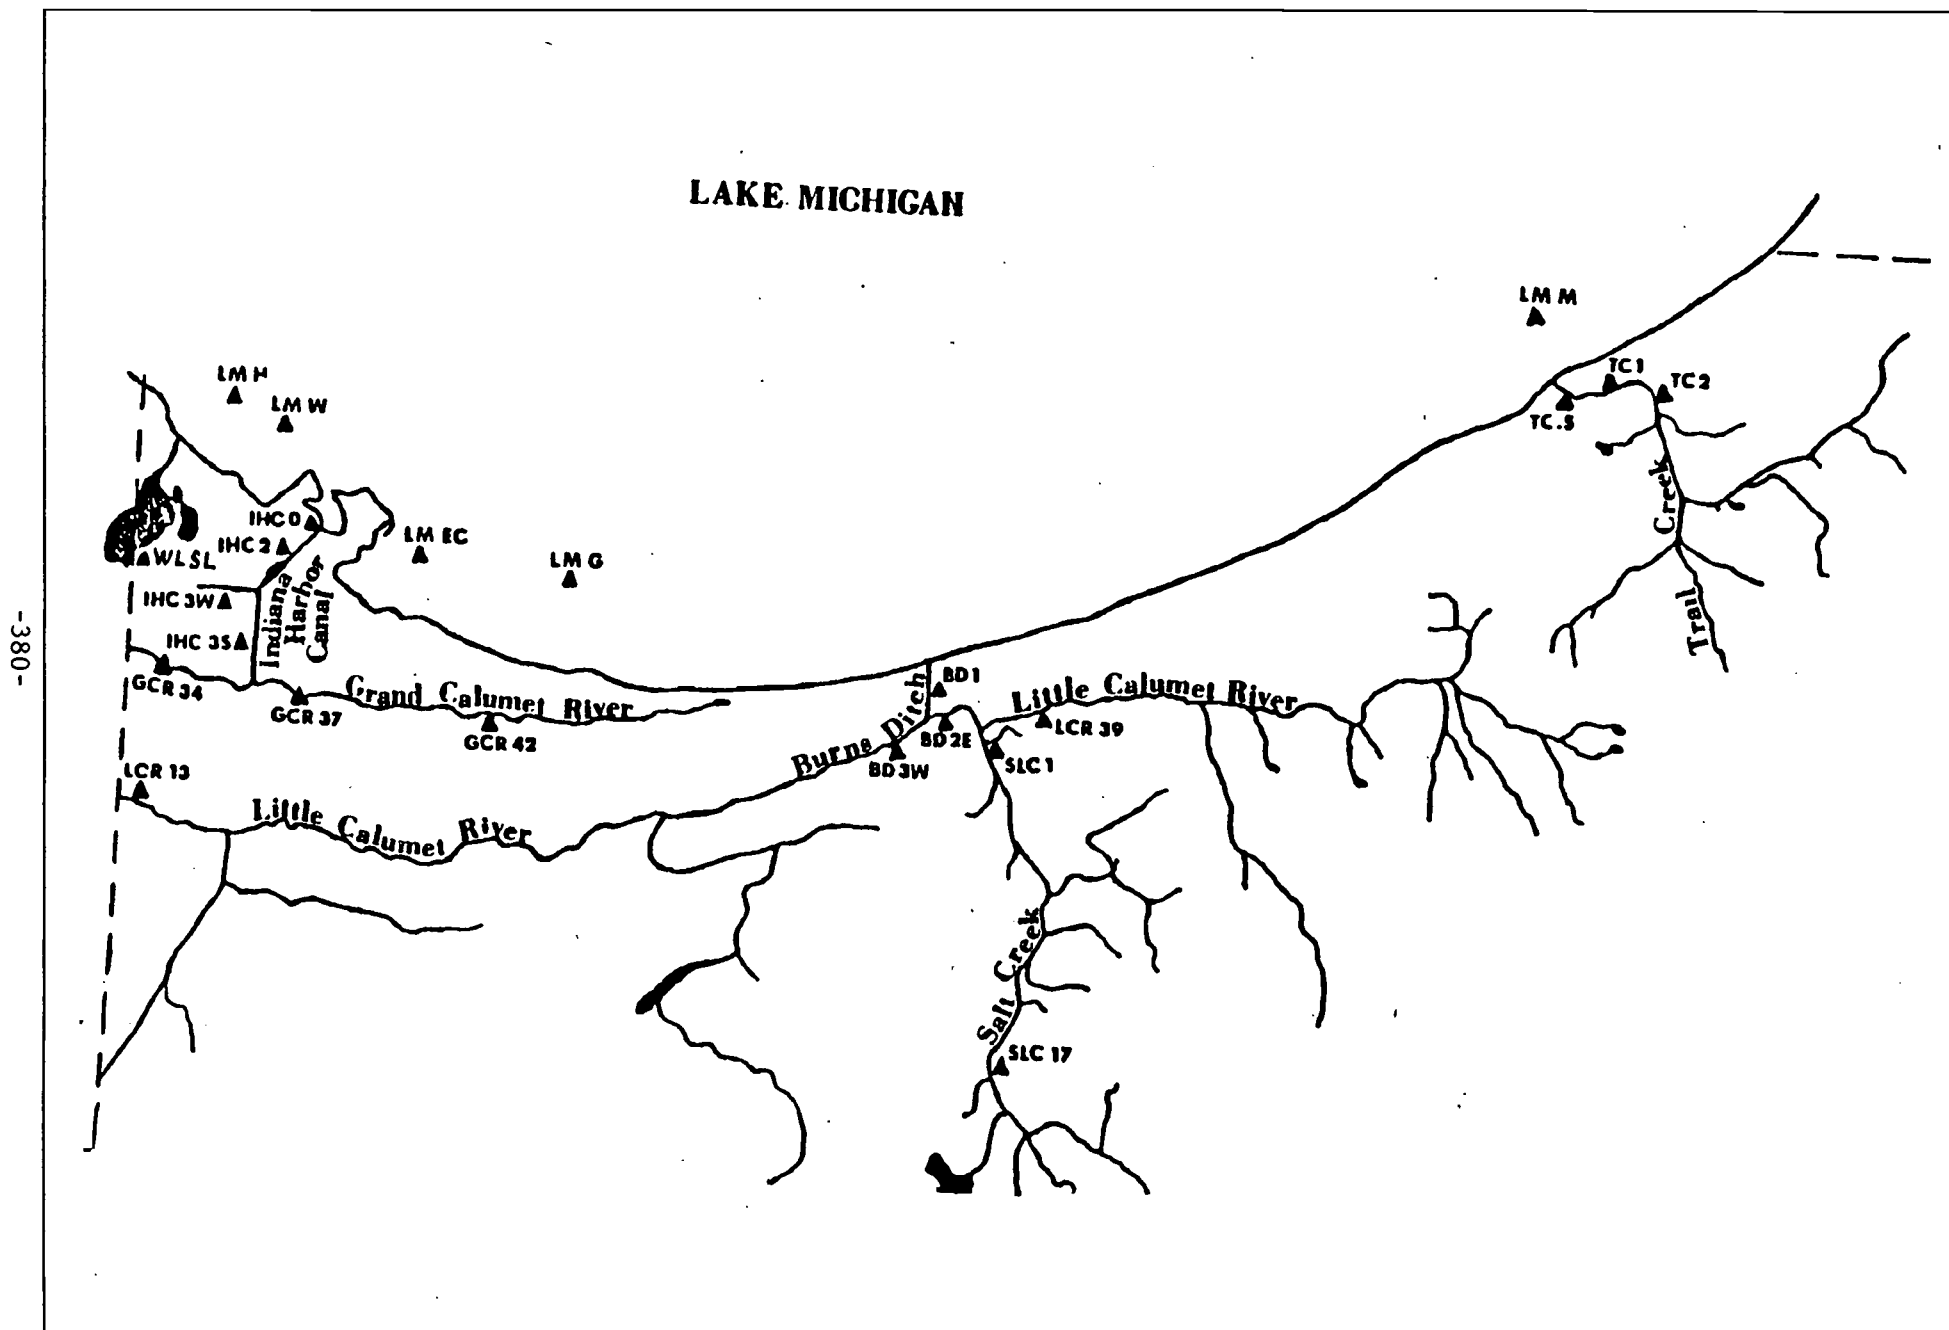 LAKE MICHIGAN
LM M
LM H
LM W
TC 1
TC 2
TC .5
IHC 0
IHC 2
LM EC
LM G
WLSL
IHC 3W
IHC 3S
Indiana
Harbor
Canal
Trail Creek
-380-
GCR 34
GCR 37
Grand Calumet River
GCR 42
BD 1
Burns Ditch
BD 2E
BD 3W
Little Calumet River
LCR 39
SLC 1
LCR 13
Little Calumet River
Salt Creek
SLC 17